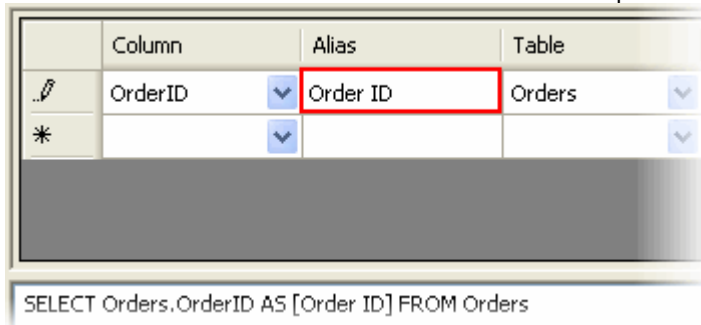 Column Alias Table
OrderID Order ID Orders
SELECT Orders.OrderID AS [Order ID] FROM Orders